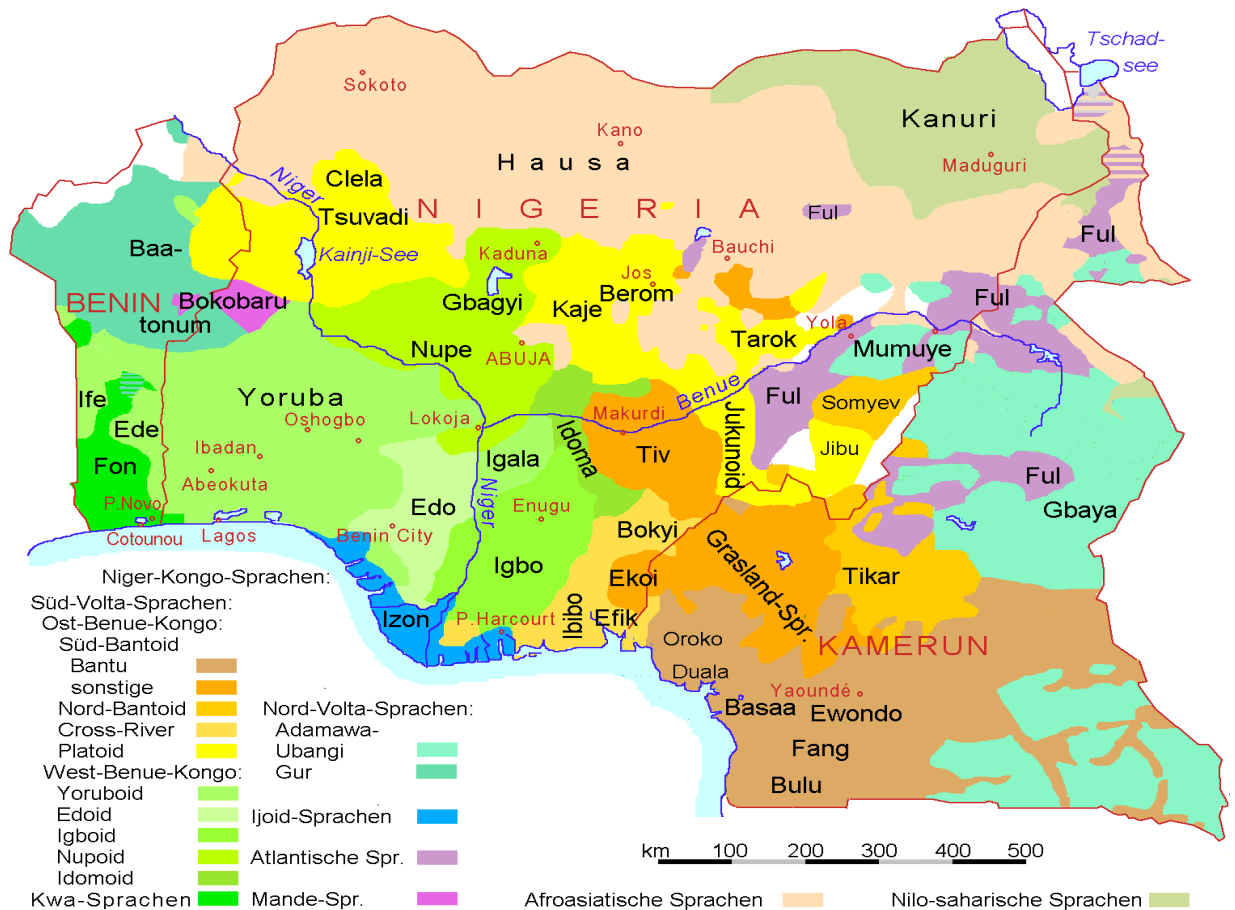 Tschad-
see
Sokoto
Kano
Kanuri
Maduguri
Hausa
Clela
Niger
Tsuvadi
NIGERIA
Ful
Ful
Baa-
Kainji-See
Kaduna
Bauchi
Jos
Berom
BENIN
Bokobaru
Gbagyi
Kaje
Ful
tonum
Yola
Tarok
Mumuye
Nupe
ABUJA
Benue
Ife
Yoruba
Ful
Somyev
Oshogbo
Lokoja
Makurdi
Ede
Idoma
Jukunoid
Ibadan
Igala
Tiv
Jibu
Fon
Abeokuta
Ful
P.Novo
Edo
Niger
Enugu
Gbaya
Cotounou
Lagos
Benin City
Bokyi
Grasland-Spr.
Igbo
Ekoi
Tikar
Izon
P.Harcourt
Ibibo
Efik
Oroko
KAMERUN
Duala
Yaoundé
Basaa
Ewondo
Fang
Bulu
Niger-Kongo-Sprachen:
Süd-Volta-Sprachen:
Ost-Benue-Kongo:
Süd-Bantoid
Bantu
sonstige
Nord-Bantoid
Cross-River
Platoid
West-Benue-Kongo:
Yoruboid
Edoid
Igboid
Nupoid
Idomoid
Kwa-Sprachen
Nord-Volta-Sprachen:
Adamawa-
Ubangi
Gur
Ijoid-Sprachen
Atlantische Spr.
Mande-Spr.
km 100 200 300 400 500
Afroasiatische Sprachen
Nilo-saharische Sprachen